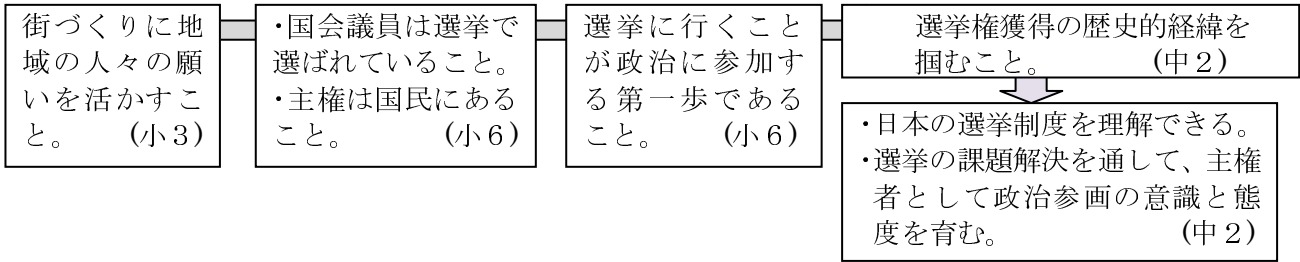 街づくりに地
域の人々の願
いを活かすこ
と。 (小３)
・国会議員は選挙で
選ばれていること。
・主権は国民にある
こと。 (小６)
選挙に行くこと
が政治に参加す
る第一歩である
こと。 (小６)
選挙権獲得の歴史的経緯を
掴むこと。 (中２)
・日本の選挙制度を理解できる。
・選挙の課題解決を通して、主権
者として政治参画の意識と態
度を育む。 (中２)